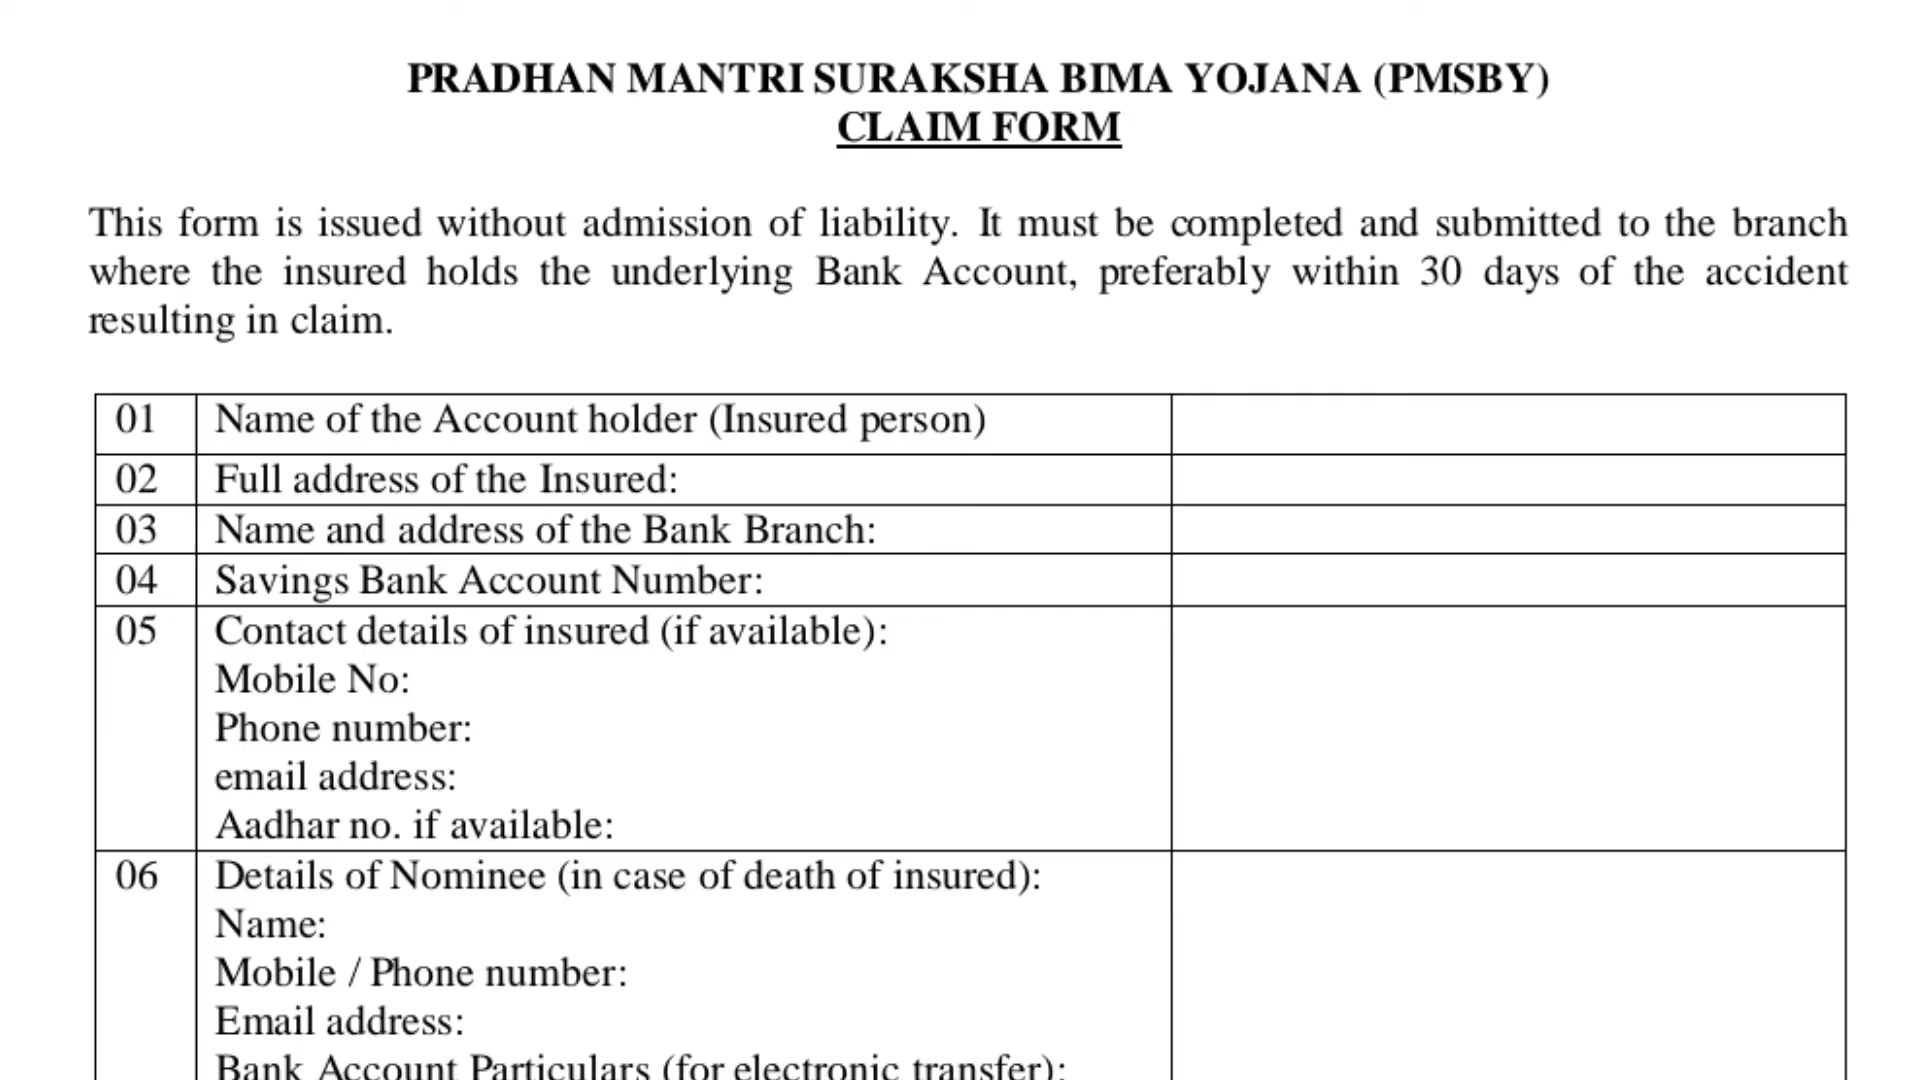 PRADHAN MANTRI SURAKSHA BIMA YOJANA (PMSBY)
CLAIM FORM
This form is issued without admission of liability. It must be completed and submitted to the branch
where the insured holds the underlying Bank Account, preferably within 30 days of the accident
resulting in claim.
01 Name of the Account holder (Insured person)
02 Full address of the Insured:
03 Name and address of the Bank Branch:
04 Savings Bank Account Number:
05 Contact details of insured (if available):
Mobile No:
Phone number:
email address:
Aadhar no. if available:
06 Details of Nominee (in case of death of insured):
Name:
Mobile / Phone number:
Email address:
Bank Account Particulars (for electronic transfer):